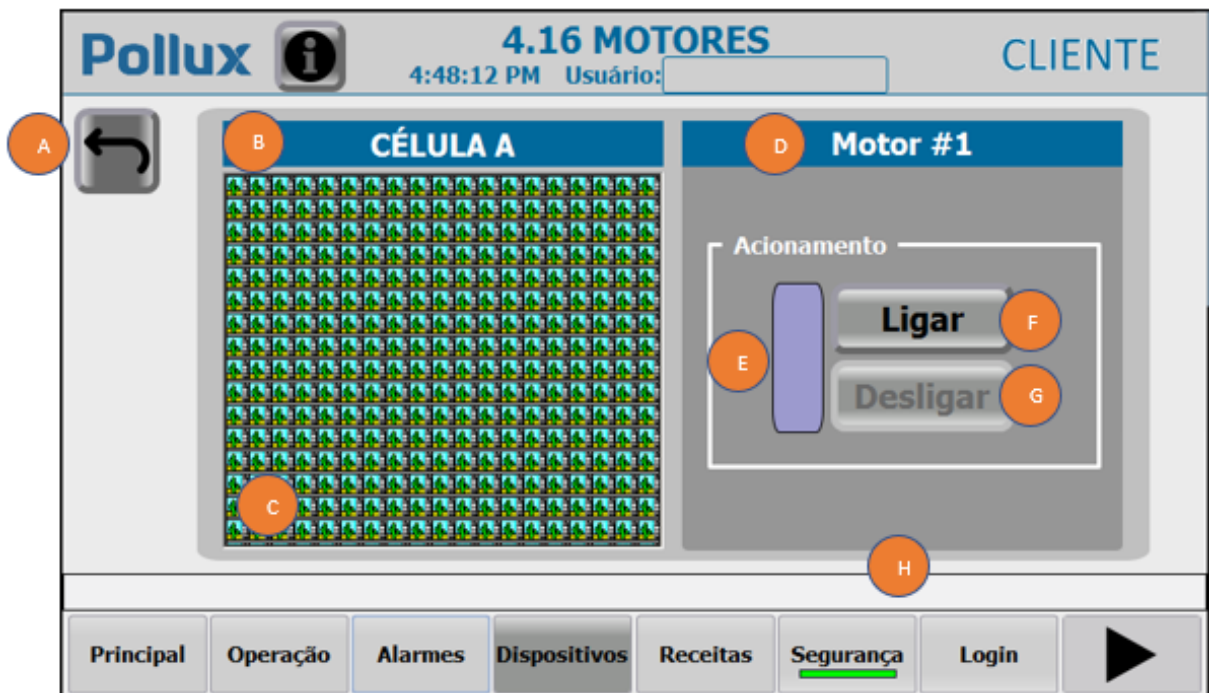 Pollux
4.16 MOTORES
4:48:12 PM Usuário:
CLIENTE
A
B
CÉLULA A
C
D
Motor #1
Acionamento
E
Ligar
F
Desligar
G
H
Principal
Operação
Alarmes
Dispositivos
Receitas
Segurança
Login